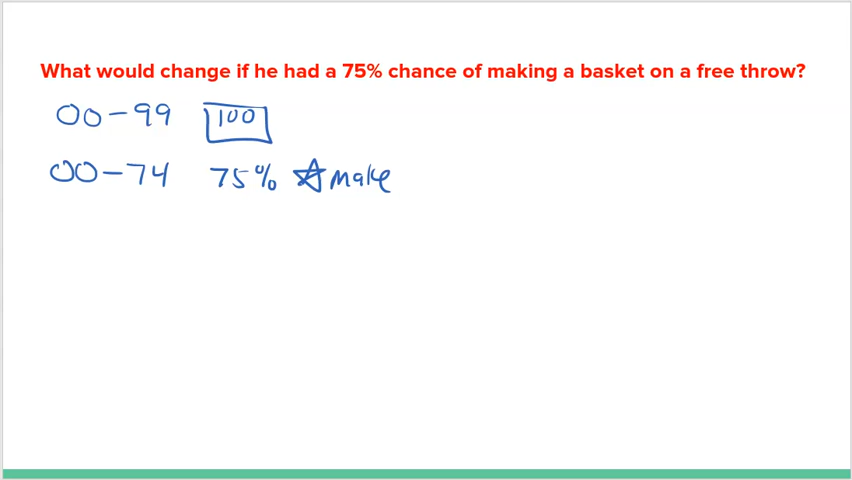 What would change if he had a 75% chance of making a basket on a free throw?
00-99 100
00-74 75% ☆ make